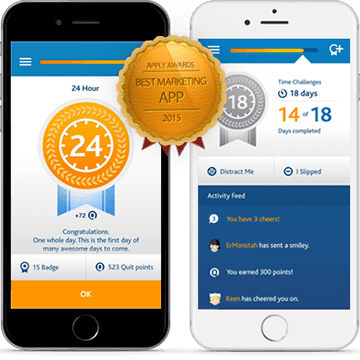 24 Hour
24
+72
Congratulations.
One whole day. This is the first day of
many awesome days to come.
15 Badge
523 Quit points
OK
APPLY AWARDS
BEST MARKETING
APP
2015
18
Time Challenges
18 days
14 of 18
Days completed
Distract Me
I Slipped
Activity Feed
You have 3 cheers!
ErMonstah has sent a smiley.
You earned 300 points!
Keen has cheered you on.